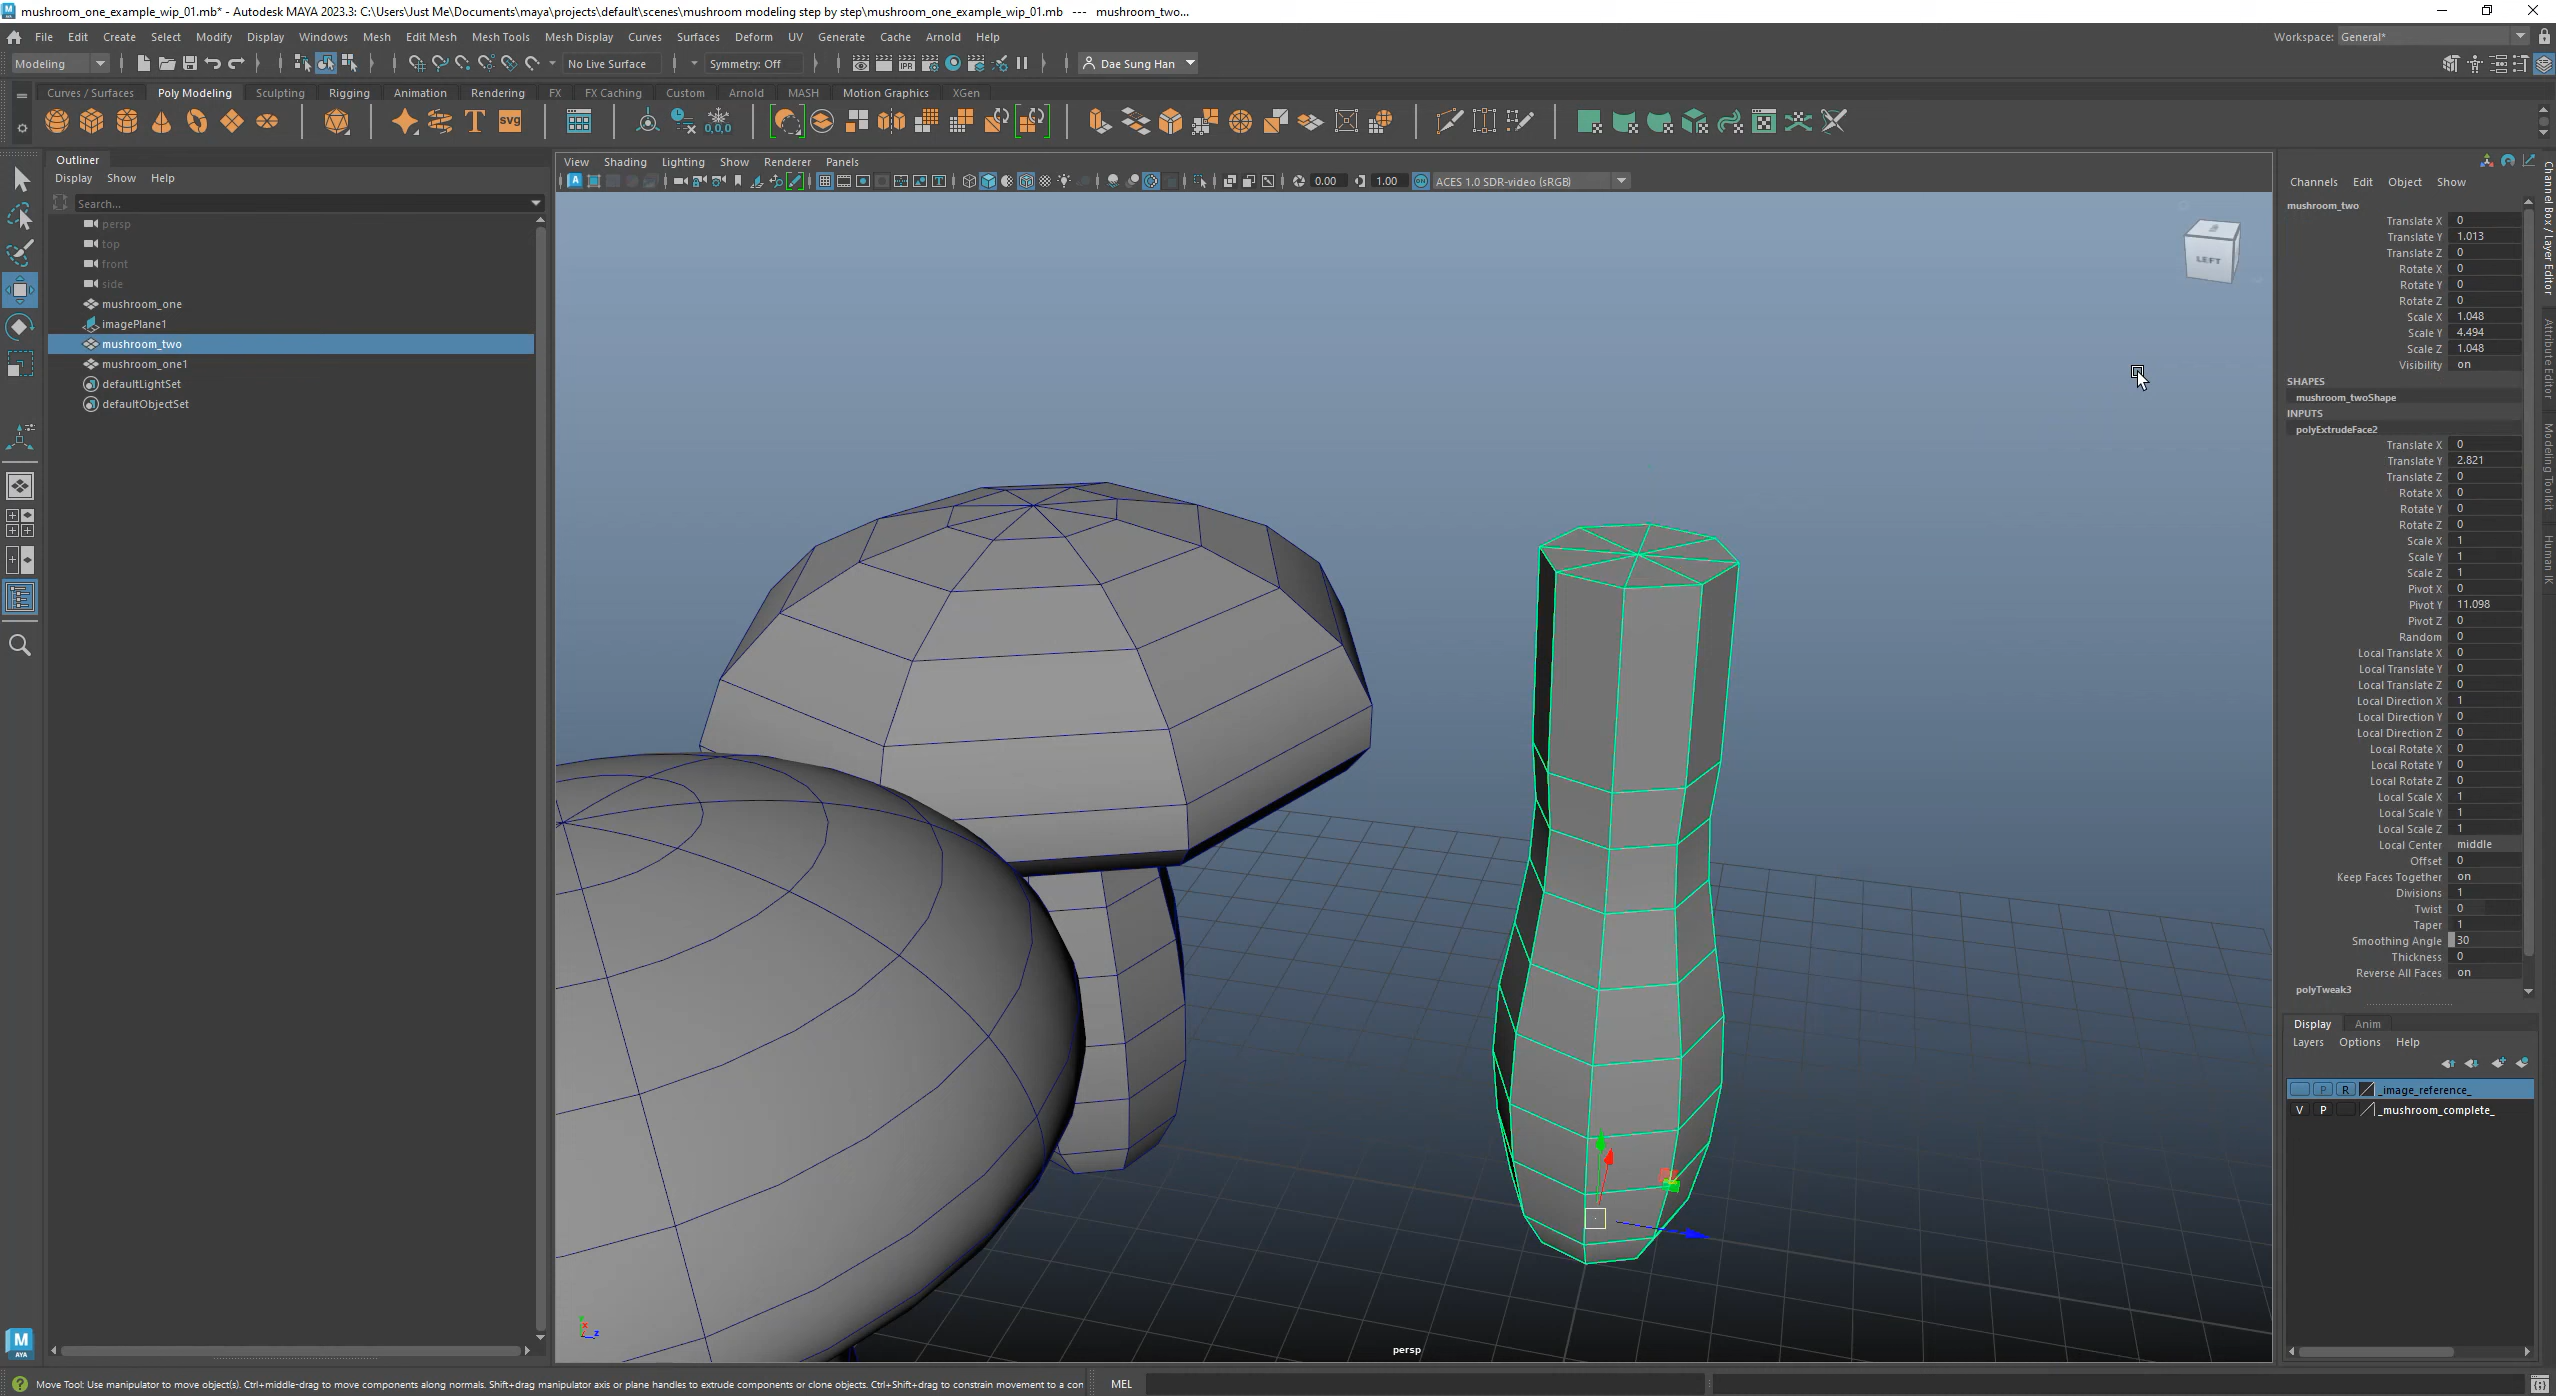 mushroom_one_example_wip_01.mb* - Autodesk MAYA 2023.3: C:\Users\Just Me\Documents\maya\projects\default\scenes\mushroom modeling step by step\mushroom_one_example_wip_01.mb --- mushroom_two...
File Edit Create Select Modify Display Windows Mesh Edit Mesh Mesh Tools Mesh Display Curves Surfaces Deform UV Generate Cache Arnold Help
Workspace: General*
Modeling
No Live Surface
Symmetry: Off
Dae Sung Han
Curves / Surfaces Poly Modeling Sculpting Rigging Animation Rendering FX FX Caching Custom Arnold MASH Motion Graphics XGen
T svg 0,0,0
Outliner
Display Show Help
Search...
persp
top
front
side
mushroom_one
imagePlane1
mushroom_two
mushroom_one1
defaultLightSet
defaultObjectSet
View Shading Lighting Show Renderer Panels
0.00 1.00 ACES 1.0 SDR-video (sRGB)
LEFT
persp
Channels Edit Object Show
mushroom_two
Translate X 0
Translate Y 1.013
Translate Z 0
Rotate X 0
Rotate Y 0
Rotate Z 0
Scale X 1.048
Scale Y 4.494
Scale Z 1.048
Visibility on
SHAPES
mushroom_twoShape
INPUTS
polyExtrudeFace2
Translate X 0
Translate Y 2.821
Translate Z 0
Rotate X 0
Rotate Y 0
Rotate Z 0
Scale X 1
Scale Y 1
Scale Z 1
Pivot X 0
Pivot Y 11.098
Pivot Z 0
Random 0
Local Translate X 0
Local Translate Y 0
Local Translate Z 0
Local Direction X 1
Local Direction Y 0
Local Direction Z 0
Local Rotate X 0
Local Rotate Y 0
Local Rotate Z 0
Local Scale X 1
Local Scale Y 1
Local Scale Z 1
Local Center middle
Offset 0
Keep Faces Together on
Divisions 1
Twist 0
Taper 1
Smoothing Angle 30
Thickness 0
Reverse All Faces on
polyTweak3
Display Anim
Layers Options Help
P R _image_reference_
V P _mushroom_complete_
Channel Box / Layer Editor
Attribute Editor
Modeling Toolkit
Human IK
Move Tool: Use manipulator to move object(s). Ctrl+middle-drag to move components along normals. Shift+drag manipulator axis or plane handles to extrude components or clone objects. Ctrl+Shift+drag to constrain movement to a con
MEL